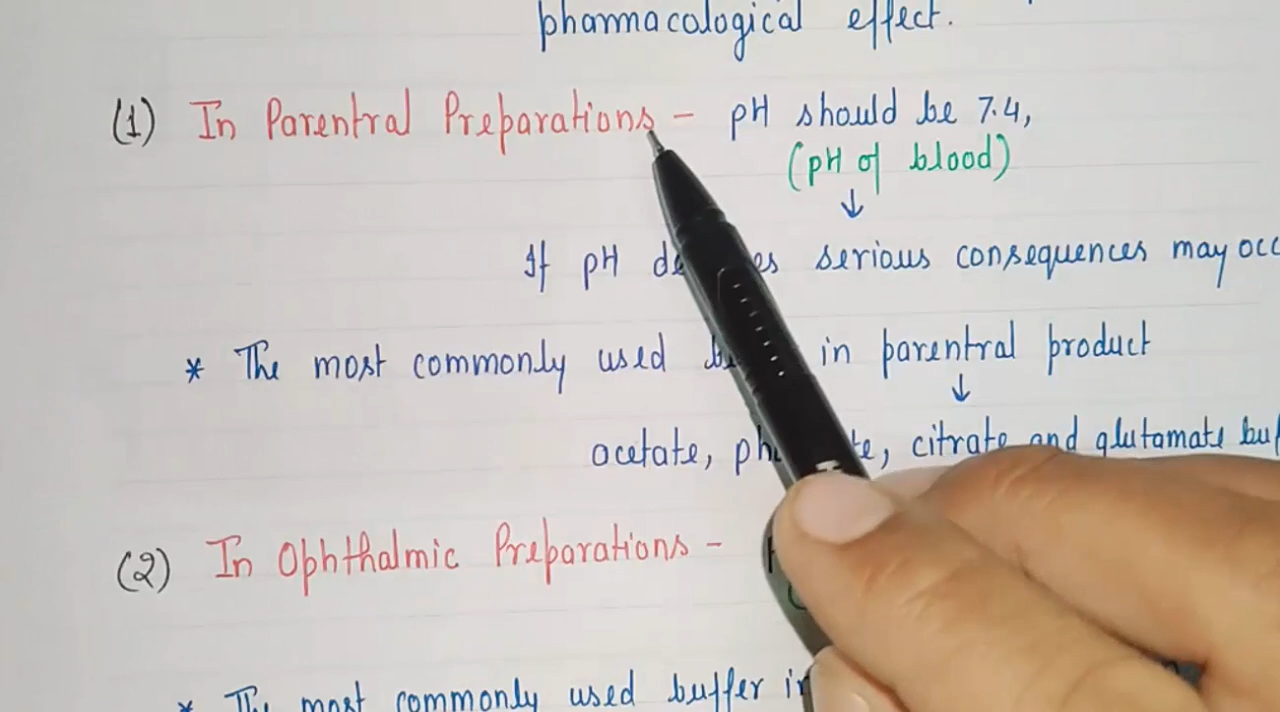 pharmacological effect.
(1) In Parentral Preparations - pH should be 7.4,
(pH of blood)
↓
If pH serious consequences may
* The most commonly used in parentral product
↓
acetate, citrate and glutamate
(2) In Ophthalmic Preparations -
* The most commonly used buffer